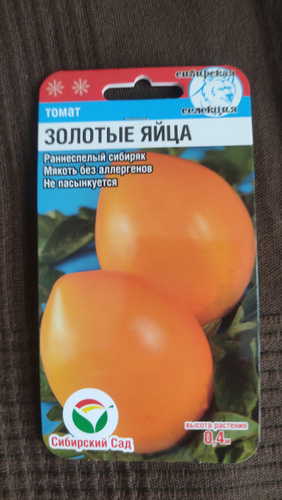 сибирская
селекция
ТОМАТ
ЗОЛОТЫЕ ЯЙЦА
Раннеспелый сибиряк
Мякоть без аллергенов
Не пасынкуется
Сибирский Сад
высота растения
0,4м